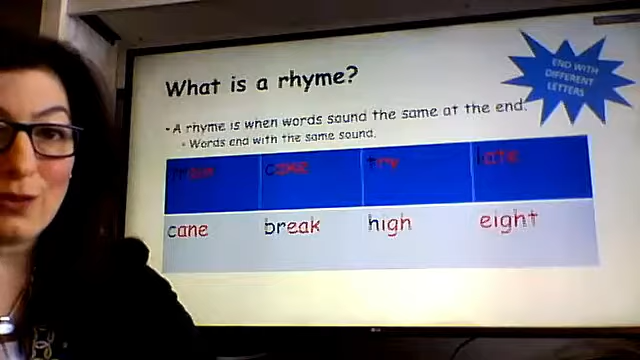 What is a rhyme?
END WITH
DIFFERENT
LETTERS
- A rhyme is when words sound the same at the end.
- Words end with the same sound.
cake try late
cane break high eight
LG